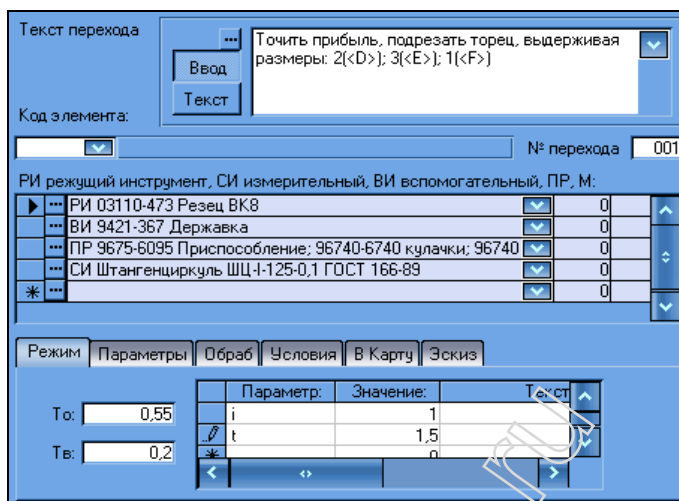 Текст перехода
...
Ввод
Текст
Точить прибыль, подрезать торец, выдерживая
размеры: 2(<D>); 3(<E>); 1(<F>)
Код элемента:
№ перехода 001
РИ режущий инструмент, СИ измерительный, ВИ вспомогательный, ПР, М:
... РИ 03110-473 Резец ВК8 0
... ВИ 9421-367 Державка 0
... ПР 9675-6095 Приспособление; 96740-6740 кулачки; 96740 0
... СИ Штангенциркуль ШЦ-I-125-0,1 ГОСТ 166-89 0
* ... 0
Режим Параметры Обраб Условия В Карту Эскиз
Параметр: Значение: Текст
То: 0,55
i 1
t 1,5
Тв: 0,2
* 0
ru